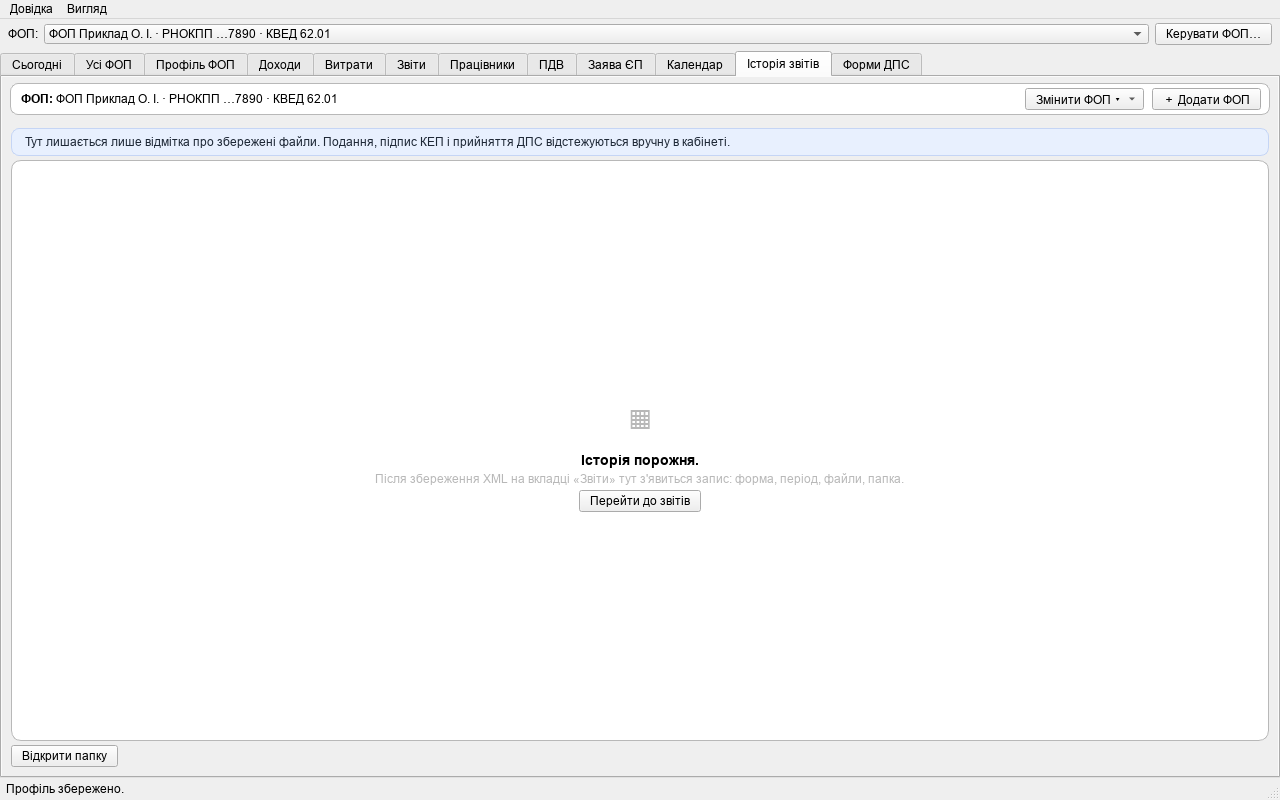 Довідка Вигляд
ФОП: ФОП Приклад О. І. · РНОКПП …7890 · КВЕД 62.01 Керувати ФОП…
Сьогодні Усі ФОП Профіль ФОП Доходи Витрати Звіти Працівники ПДВ Заява ЄП Календар Історія звітів Форми ДПС
ФОП: ФОП Приклад О. І. · РНОКПП …7890 · КВЕД 62.01 Змінити ФОП + Додати ФОП
Тут лишається лише відмітка про збережені файли. Подання, підпис КЕП і прийняття ДПС відстежуються вручну в кабінеті.
Історія порожня.
Після збереження XML на вкладці «Звіти» тут з'явиться запис: форма, період, файли, папка.
Перейти до звітів
Відкрити папку
Профіль збережено.